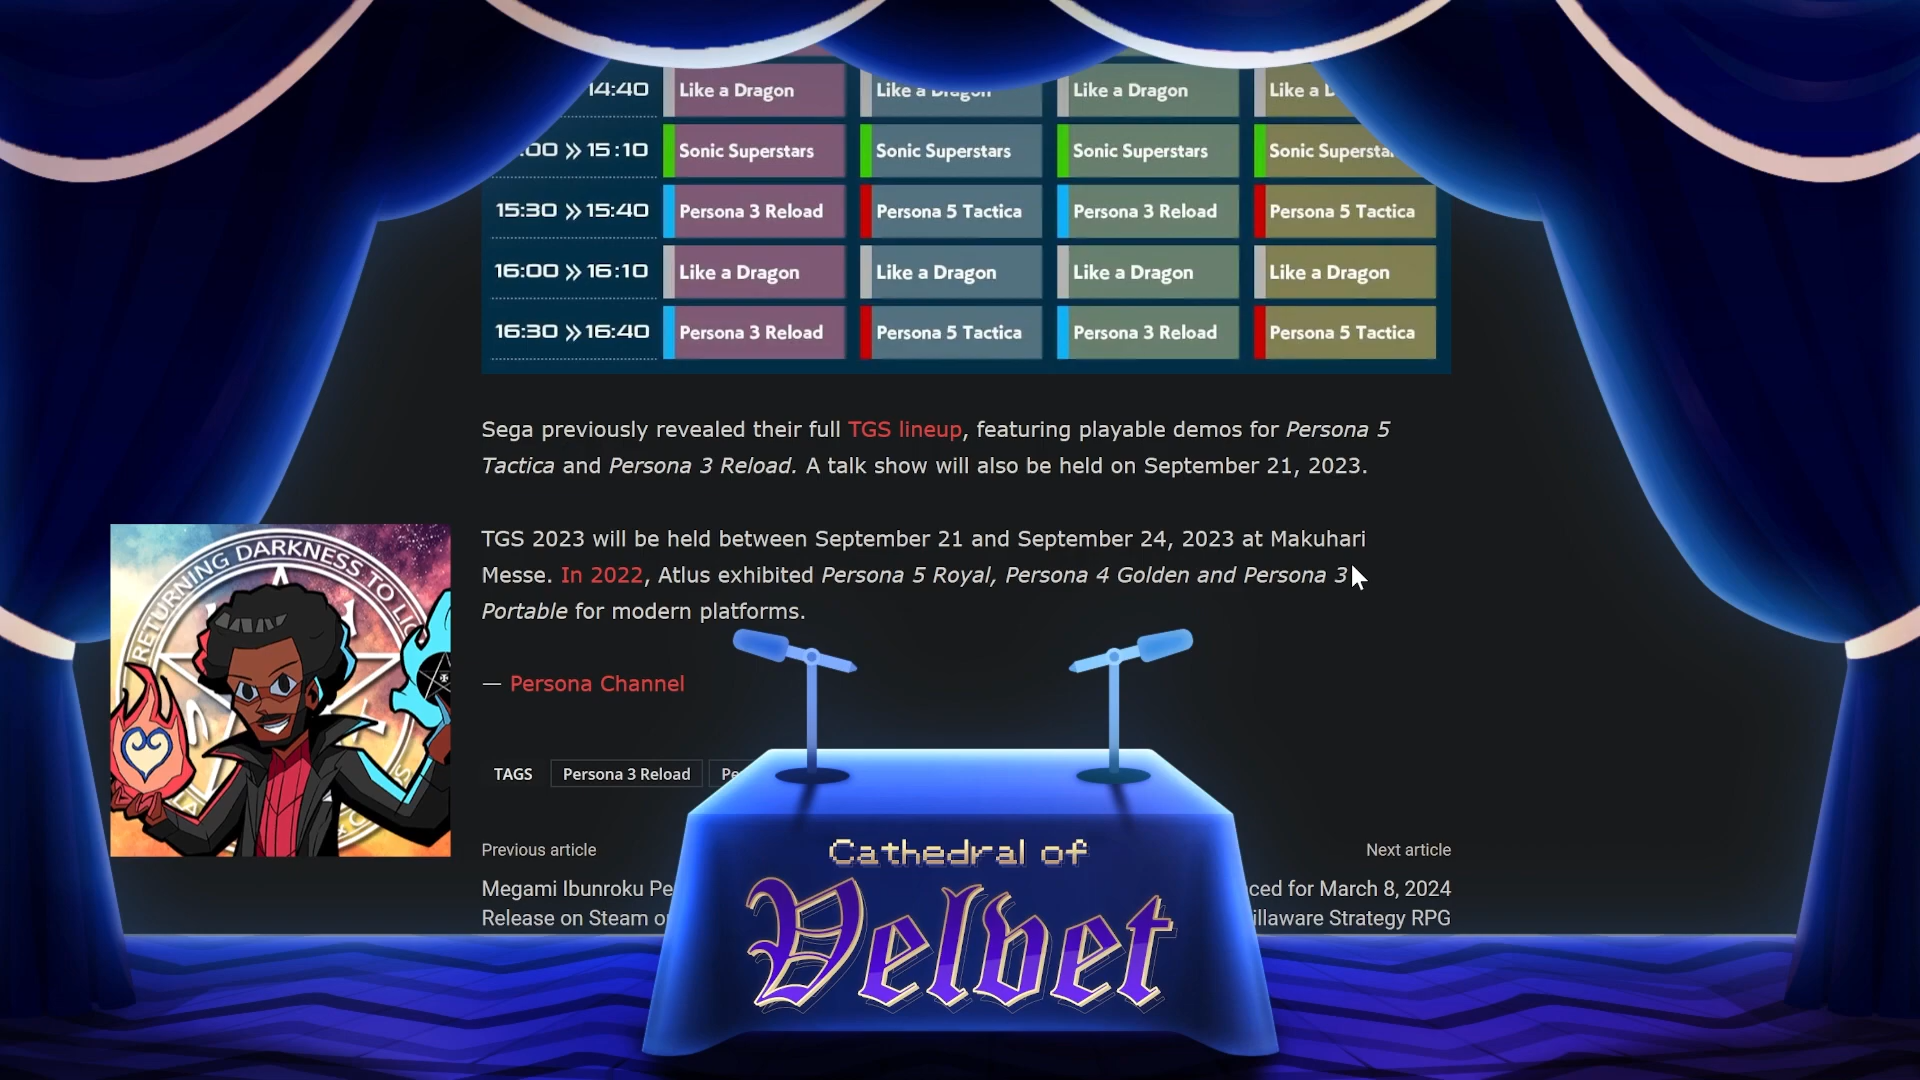 14:40 Like a Dragon Like a Dragon Like a Dragon Like a
:00 » 15:10 Sonic Superstars Sonic Superstars Sonic Superstars Sonic
15:30 » 15:40 Persona 3 Reload Persona 5 Tactica Persona 3 Reload Persona 5 Tactica
16:00 » 16:10 Like a Dragon Like a Dragon Like a Dragon Like a Dragon
16:30 » 16:40 Persona 3 Reload Persona 5 Tactica Persona 3 Reload Persona 5 Tactica
Sega previously revealed their full TGS lineup, featuring playable demos for Persona 5
Tactica and Persona 3 Reload. A talk show will also be held on September 21, 2023.
TGS 2023 will be held between September 21 and September 24, 2023 at Makuhari
Messe. In 2022, Atlus exhibited Persona 5 Royal, Persona 4 Golden and Persona 3
Portable for modern platforms.
RETURNING DARKNESS TO
— Persona Channel
TAGS Persona 3 Reload
Previous article
Next article
Megami Ibunroku
for March 8, 2024
Release on Steam
Strategy RPG
Cathedral of
Velvet